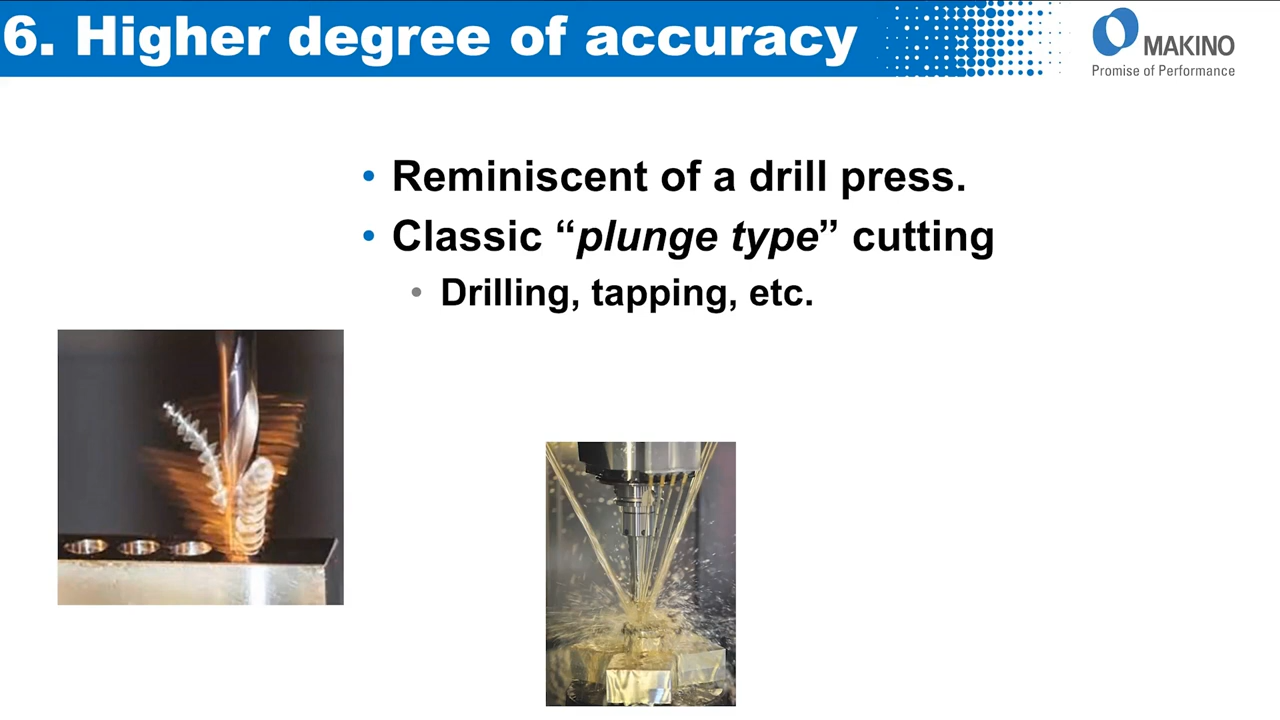 6. Higher degree of accuracy
MAKINO
Promise of Performance
• Reminiscent of a drill press.
• Classic “plunge type” cutting
• Drilling, tapping, etc.